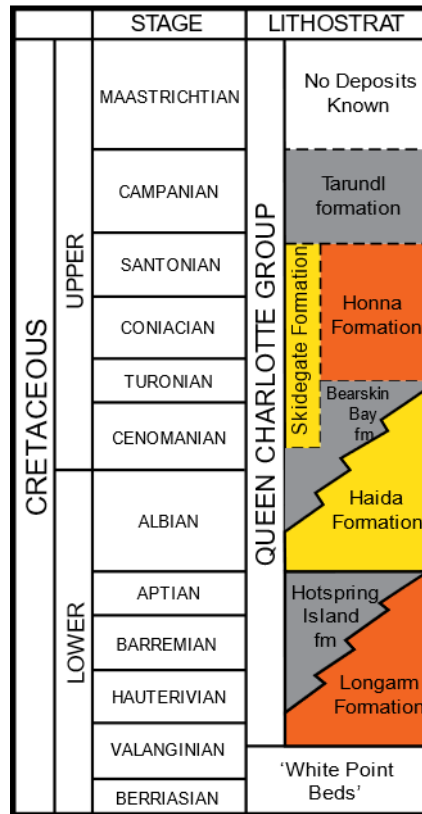 STAGE
LITHOSTRAT
CRETACEOUS
UPPER
LOWER
MAASTRICHTIAN
CAMPANIAN
SANTONIAN
CONIACIAN
TURONIAN
CENOMANIAN
ALBIAN
APTIAN
BARREMIAN
HAUTERIVIAN
VALANGINIAN
BERRIASIAN
QUEEN CHARLOTTE GROUP
No Deposits
Known
Tarundl
formation
Skidegate Formation
Honna
Formation
Bearskin
Bay
fm
Haida
Formation
Hotspring
Island
fm
Longarm
Formation
'White Point
Beds'